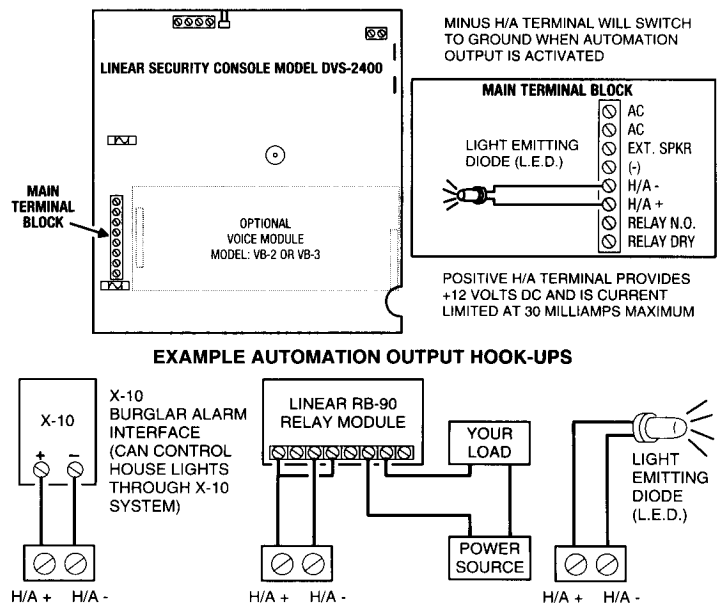 LINEAR SECURITY CONSOLE MODEL DVS-2400
MAIN
TERMINAL
BLOCK
OPTIONAL
VOICE MODULE
MODEL: VB-2 OR VB-3
MINUS H/A TERMINAL WILL SWITCH
TO GROUND WHEN AUTOMATION
OUTPUT IS ACTIVATED
MAIN TERMINAL BLOCK
LIGHT EMITTING
DIODE (L.E.D.)
AC
AC
EXT. SPKR
(-)
H/A -
H/A +
RELAY N.O.
RELAY DRY
POSITIVE H/A TERMINAL PROVIDES
+12 VOLTS DC AND IS CURRENT
LIMITED AT 30 MILLIAMPS MAXIMUM
EXAMPLE AUTOMATION OUTPUT HOOK-UPS
X-10
+ -
X-10
BURGLAR ALARM
INTERFACE
(CAN CONTROL
HOUSE LIGHTS
THROUGH X-10
SYSTEM)
H/A + H/A -
LINEAR RB-90
RELAY MODULE
YOUR
LOAD
POWER
SOURCE
H/A + H/A -
LIGHT
EMITTING
DIODE
(L.E.D.)
H/A + H/A -